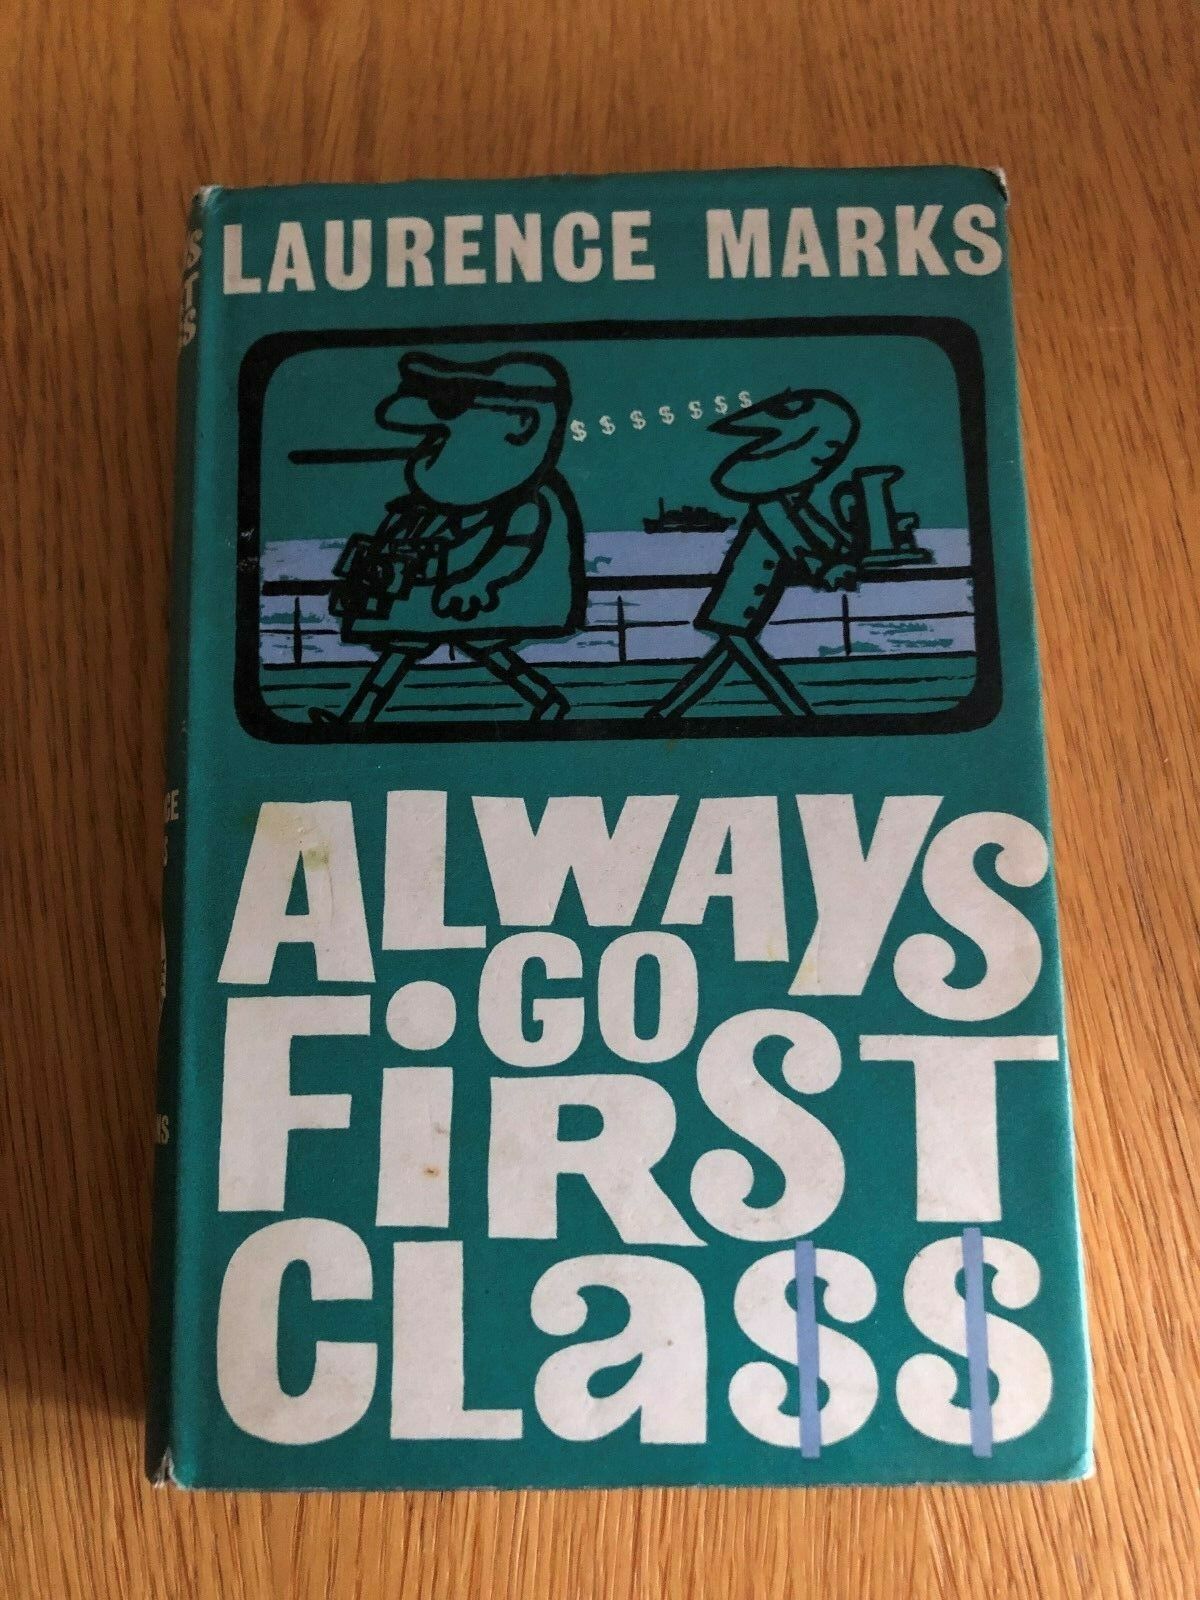 LAURENCE MARKS
$ $ $ $ $ $ $
ALWAYS
GO
FiRST
CLa$$